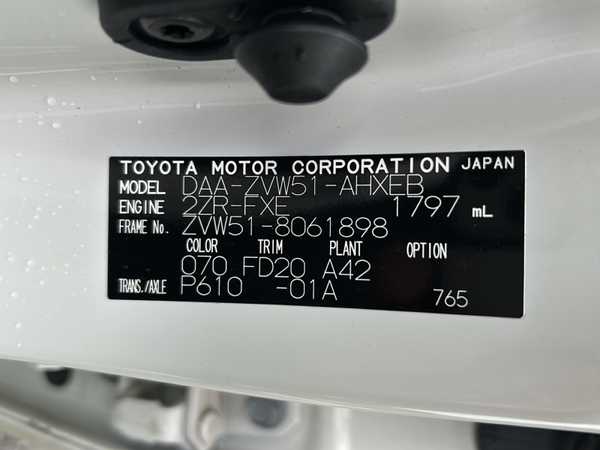 TOYOTA MOTOR CORPORATION JAPAN
MODEL DAA-ZVW51-AHXEB
ENGINE 2ZR-FXE 1797 mL
FRAME No. ZVW51-8061898
COLOR TRIM PLANT OPTION
070 FD20 A42
TRANS./AXLE P610 -01A 765